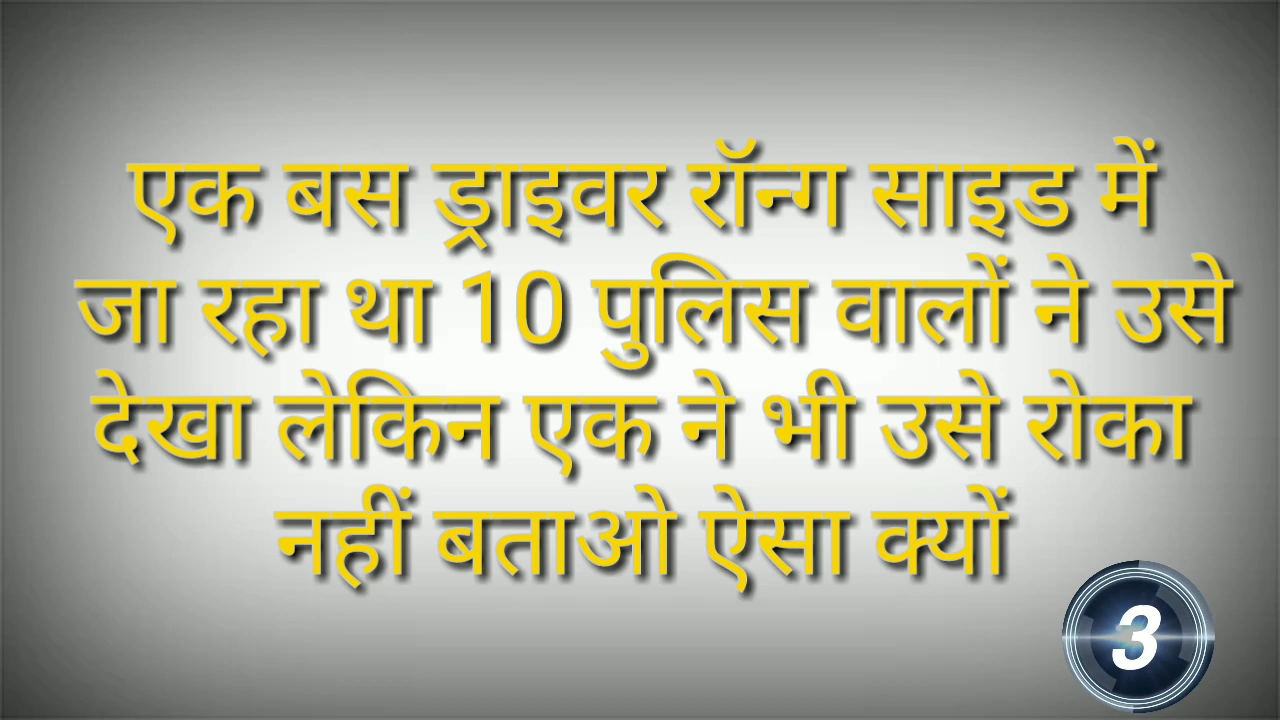 एक बस ड्राइवर रॉन्ग साइड में
जा रहा था 10 पुलिस वालों ने उसे
देखा लेकिन एक ने भी उसे रोका
नहीं बताओ ऐसा क्यों
3